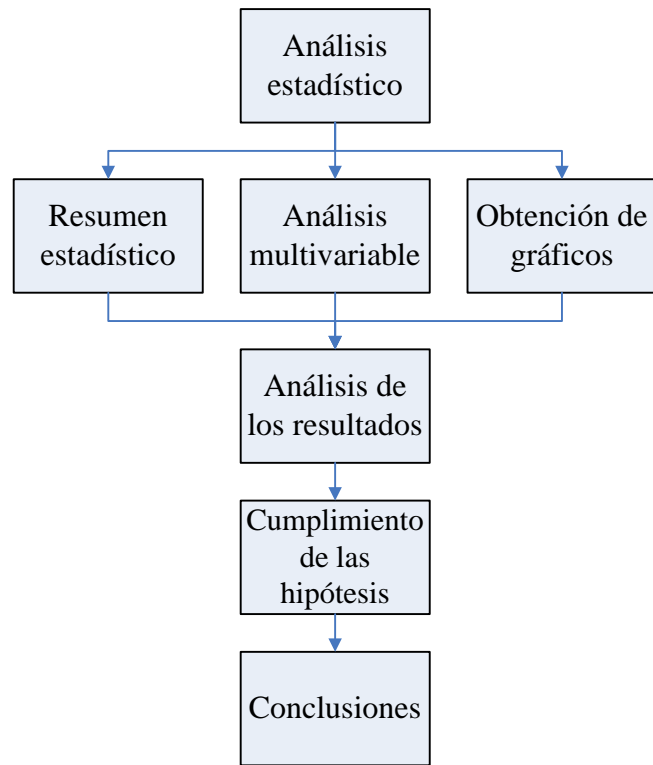 Análisis
estadístico
Resumen
estadístico
Análisis
multivariable
Obtención de
gráficos
Análisis de
los resultados
Cumplimiento
de las
hipótesis
Conclusiones